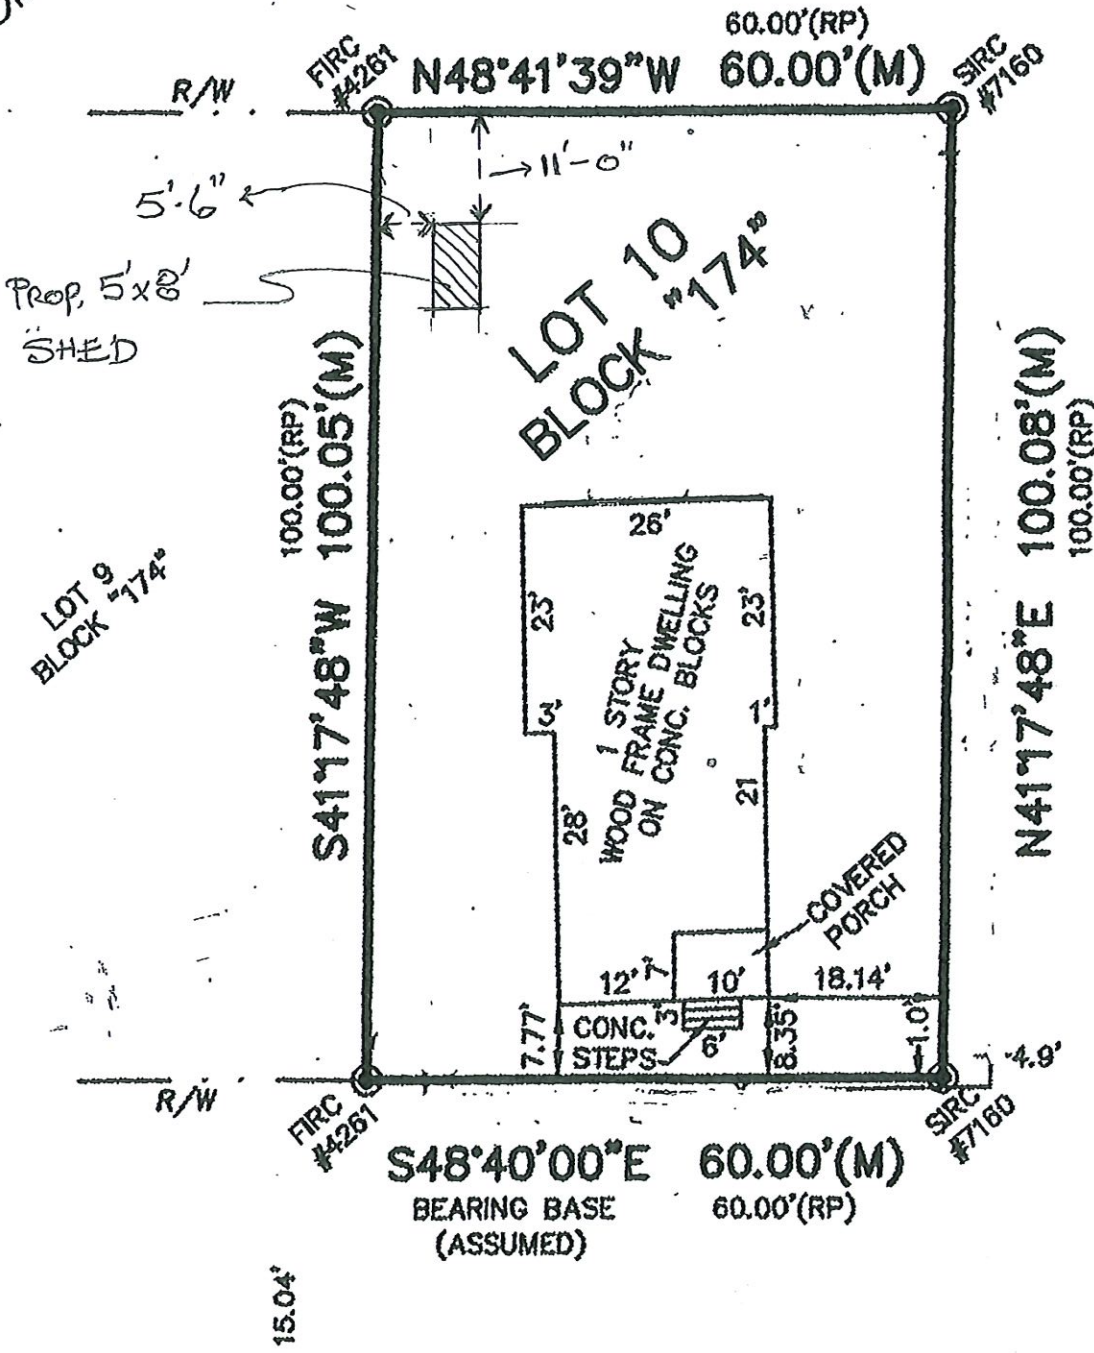 60.00'(RP)
FIRC
#4261
N48°41'39"W 60.00'(M)
SIRC
#7160
R/W
11'-0"
5'-6"
PROP. 5'x8'
SHED
LOT 10
BLOCK "174"
100.00'(RP)
S41°17'48"W 100.05'(M)
N41°17'48"E 100.08'(M)
100.00'(RP)
LOT 9
BLOCK "174"
26'
23'
23'
1 STORY
WOOD FRAME DWELLING
ON CONC. BLOCKS
3'
1'
28'
21
COVERED
PORCH
12'
7'
10'
18.14'
7.77'
CONC.
STEPS
3'
6'
8.35'
1.0'
4.9'
R/W
FIRC
#4261
SIRC
#7160
S48°40'00"E 60.00'(M)
BEARING BASE
(ASSUMED)
60.00'(RP)
15.04'